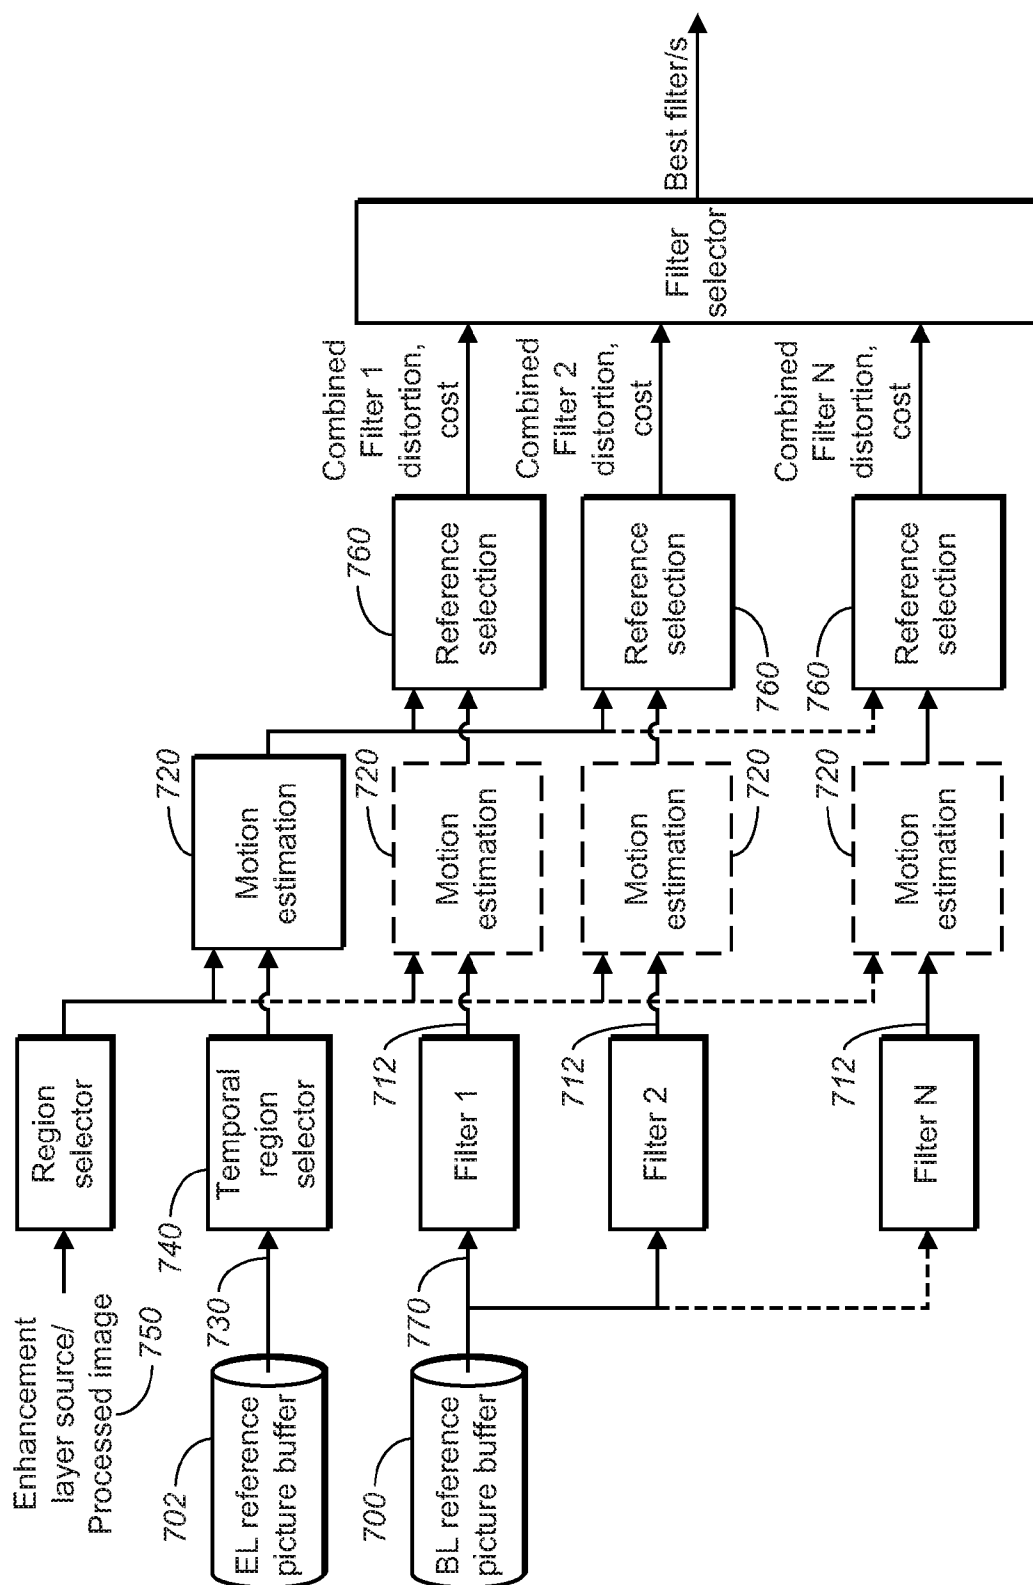 Enhancement
layer source/
Processed image
750
Region
selector
702
EL reference
picture buffer
730
740
Temporal
region
selector
720
Motion
estimation
700
BL reference
picture buffer
770
Filter 1
712
720
Motion
estimation
760
Reference
selection
Combined
Filter 1
distortion,
cost
Filter 2
712
Motion
estimation
720
Reference
selection
760
Combined
Filter 2
distortion,
cost
Filter N
712
720
Motion
estimation
760
Reference
selection
Combined
Filter N
distortion,
cost
Filter
selector
Best filter/s